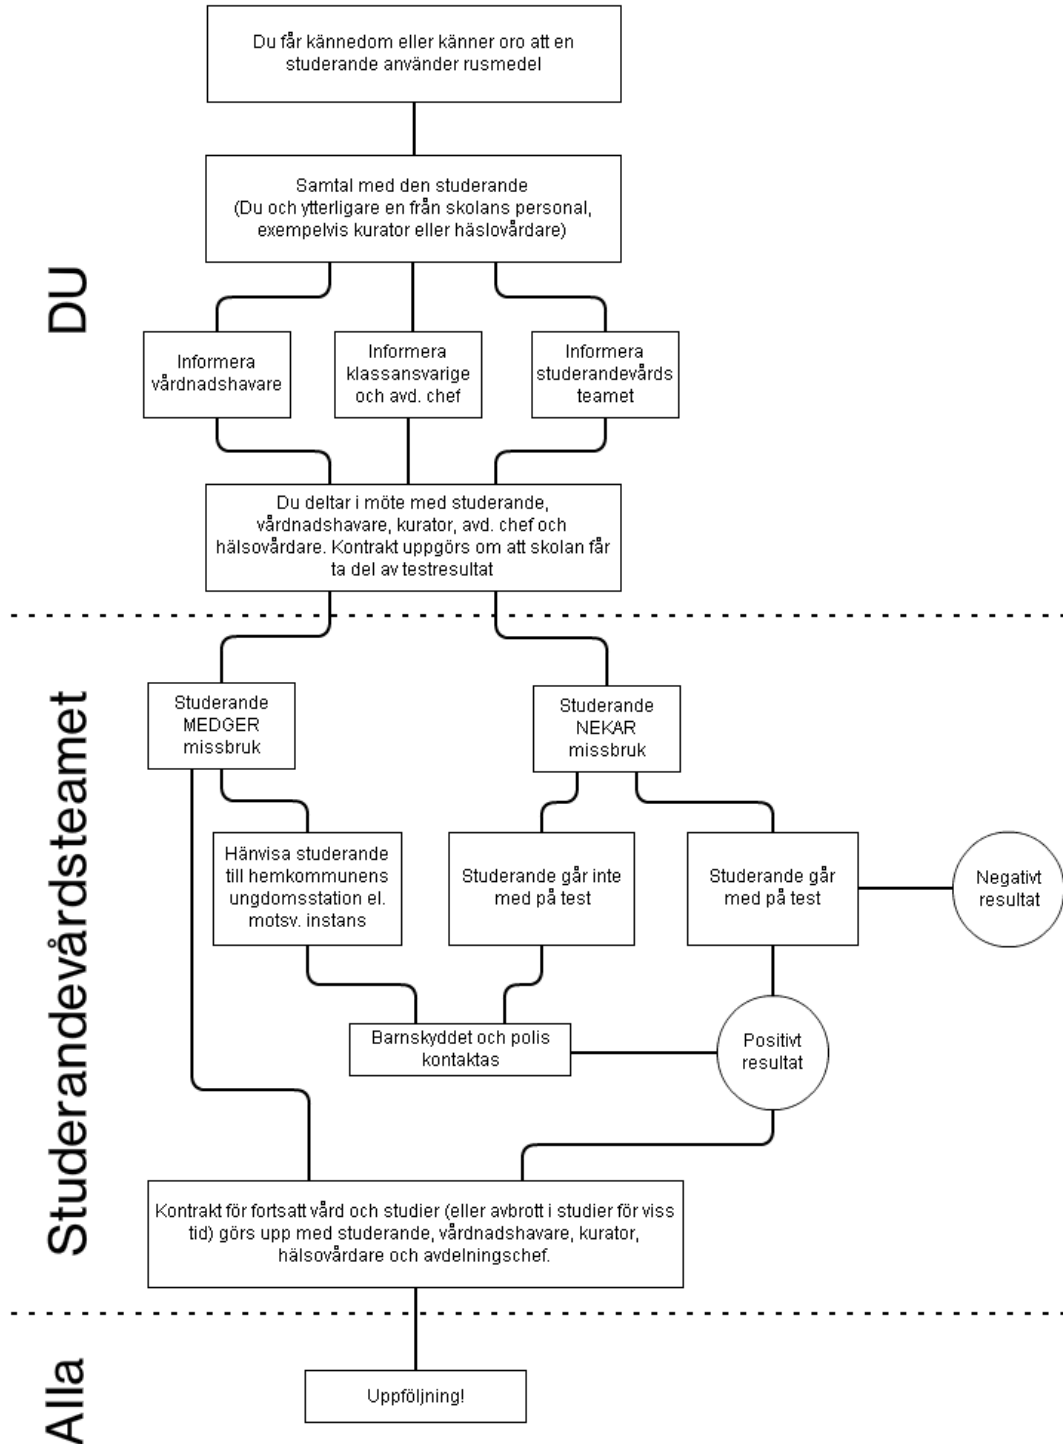 Du får kännedom eller känner oro att en
studerande använder rusmedel
Samtal med den studerande
(Du och ytterligare en från skolans personal,
exempelvis kurator eller häslovårdare)
DU
Informera
vårdnadshavare
Informera
klassansvarige
och avd. chef
Informera
studerandevårds
teamet
Du deltar i möte med studerande,
vårdnadshavare, kurator, avd. chef och
hälsovårdare. Kontrakt uppgörs om att skolan får
ta del av testresultat
Studerandevårdsteamet
Studerande
MEDGER
missbruk
Studerande
NEKAR
missbruk
Hänvisa studerande
till hemkommunens
ungdomsstation el.
motsv. instans
Studerande går inte
med på test
Studerande går
med på test
Negativt
resultat
Barnskyddet och polis
kontaktas
Positivt
resultat
Kontrakt för fortsatt vård och studier (eller avbrott i studier för viss
tid) görs upp med studerande, vårdnadshavare, kurator,
hälsovårdare och avdelningschef.
Alla
Uppföljning!